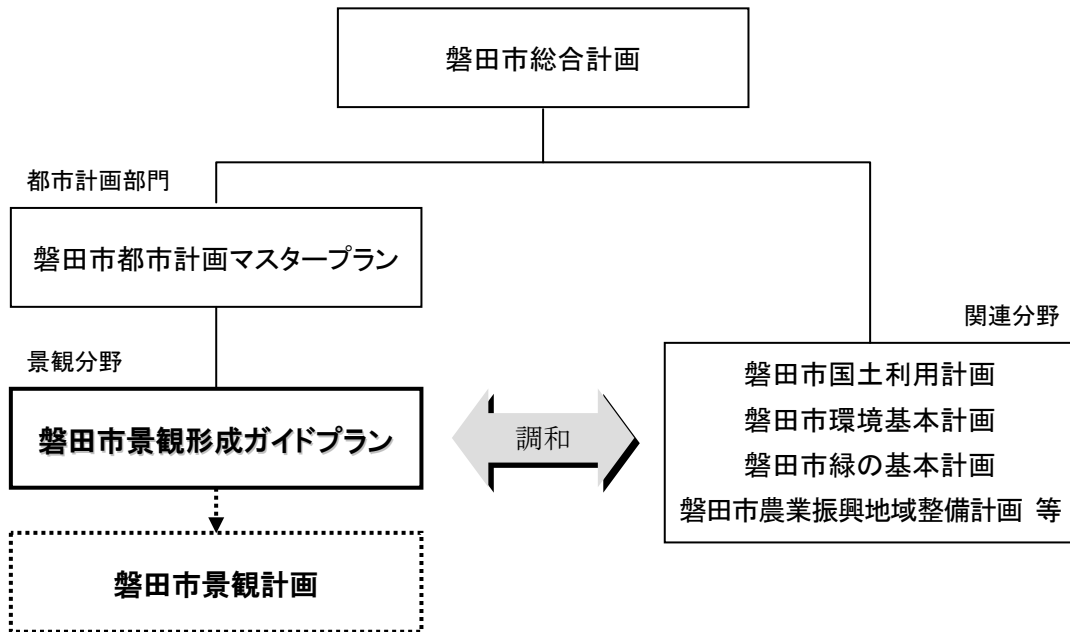 磐田市総合計画
都市計画部門
磐田市都市計画マスタープラン
景観分野
磐田市景観形成ガイドプラン
調和
関連分野
磐田市国土利用計画
磐田市環境基本計画
磐田市緑の基本計画
磐田市農業振興地域整備計画 等
磐田市景観計画